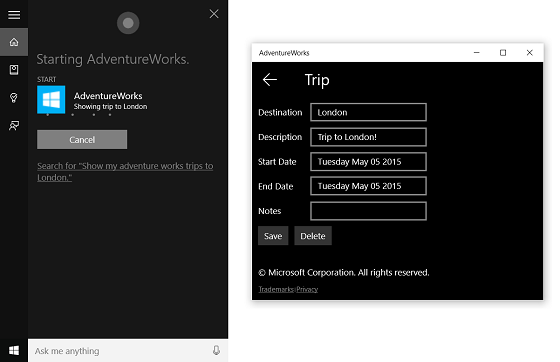 Starting AdventureWorks.
START
AdventureWorks
Showing trip to London
Cancel
Search for "Show my adventure works trips to
London."
Ask me anything
AdventureWorks
Trip
Destination London
Description Trip to London!
Start Date Tuesday May 05 2015
End Date Tuesday May 05 2015
Notes
Save Delete
© Microsoft Corporation. All rights reserved.
Trademarks|Privacy